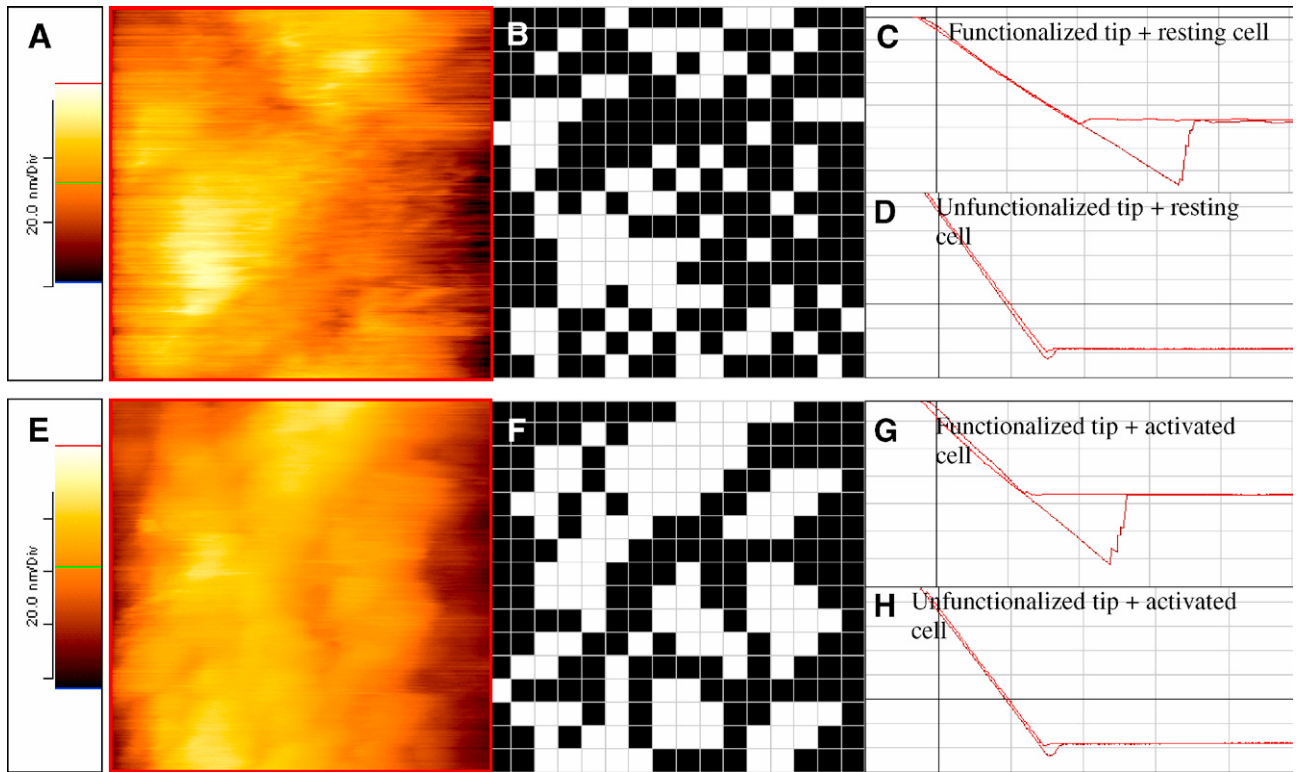 A
20.0 nm/Div
B
C
Functionalized tip + resting cell
D
Unfunctionalized tip + resting
cell
E
20.0 nm/Div
F
G
Functionalized tip + activated
cell
H
Unfunctionalized tip + activated
cell